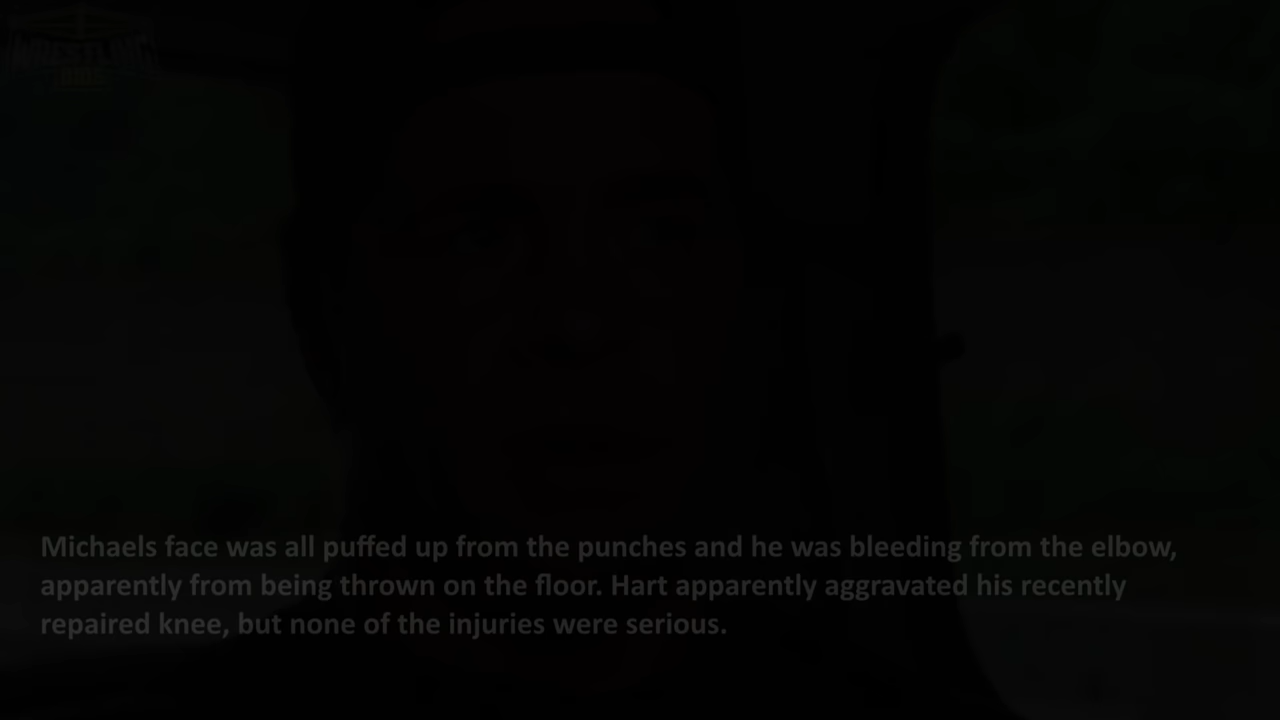 WRESTLING
Michaels face was all puffed up from the punches and he was bleeding from the elbow,
apparently from being thrown on the floor. Hart apparently aggravated his recently
repaired knee, but none of the injuries were serious.